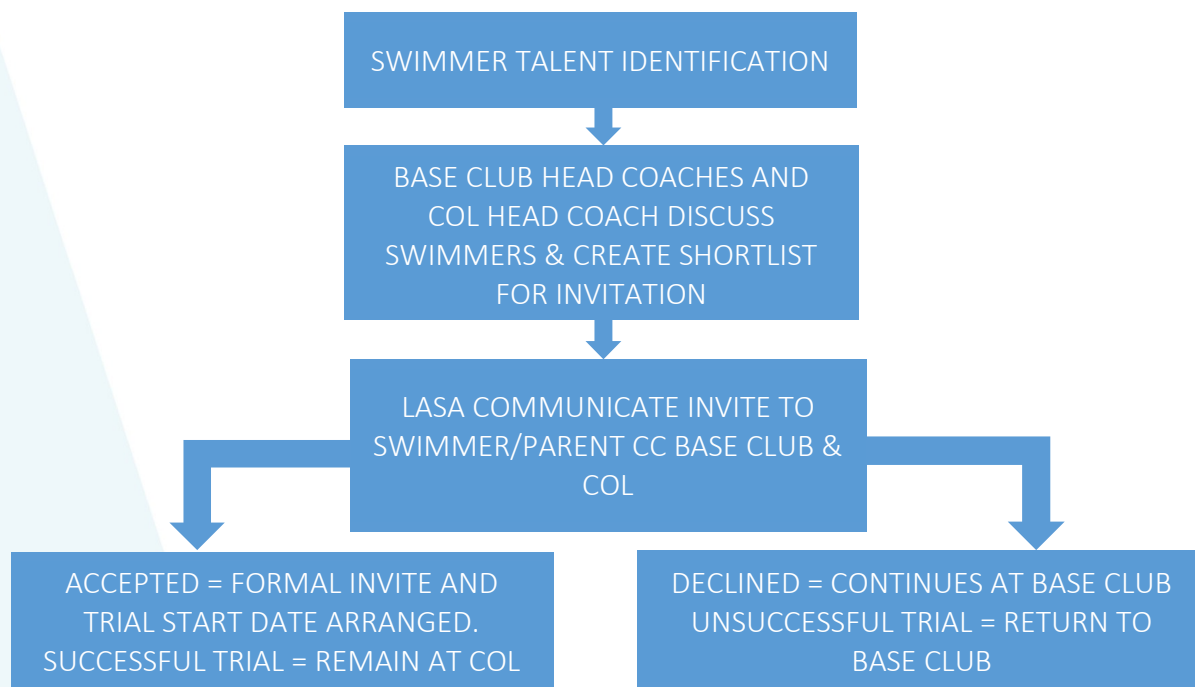 SWIMMER TALENT IDENTIFICATION
BASE CLUB HEAD COACHES AND
COL HEAD COACH DISCUSS
SWIMMERS & CREATE SHORTLIST
FOR INVITATION
LASA COMMUNICATE INVITE TO
SWIMMER/PARENT CC BASE CLUB &
COL
ACCEPTED = FORMAL INVITE AND
TRIAL START DATE ARRANGED.
SUCCESSFUL TRIAL = REMAIN AT COL
DECLINED = CONTINUES AT BASE CLUB
UNSUCCESSFUL TRIAL = RETURN TO
BASE CLUB